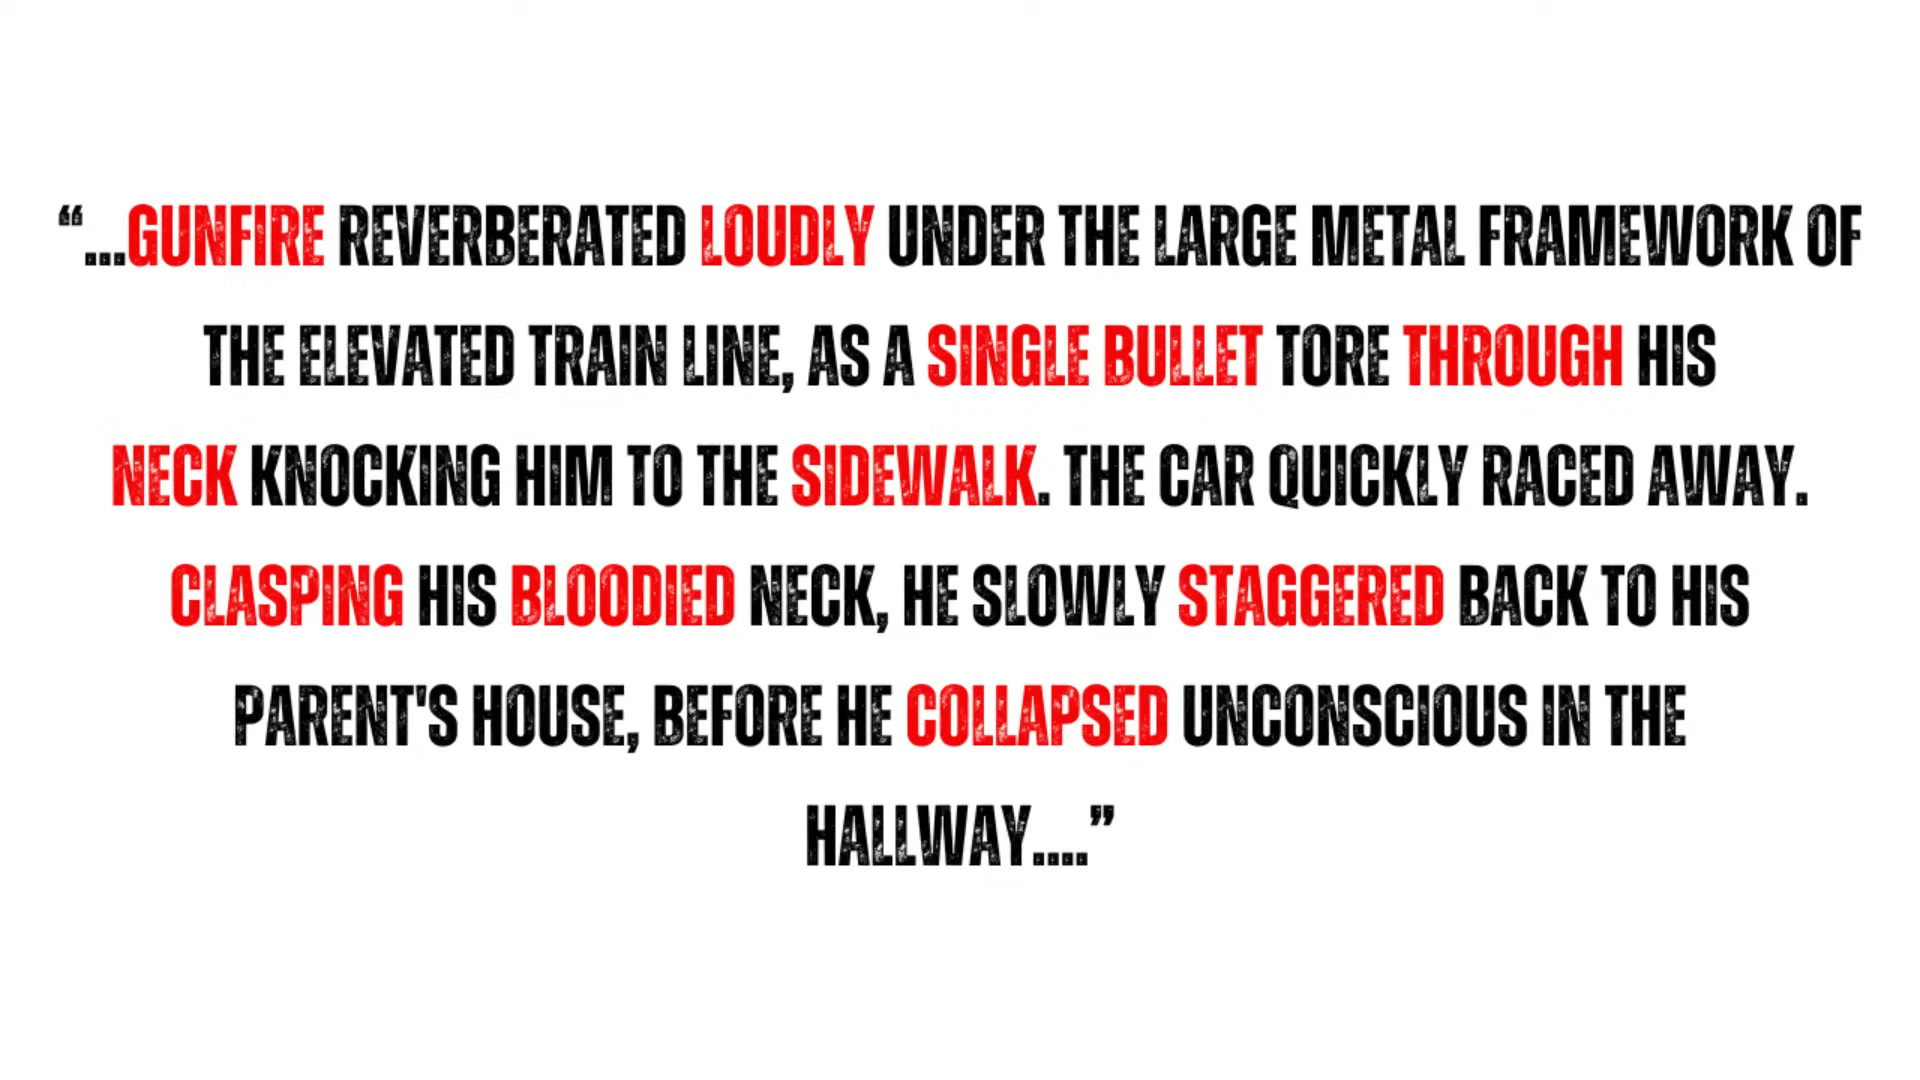 “...GUNFIRE REVERBERATED LOUDLY UNDER THE LARGE METAL FRAMEWORK OF
THE ELEVATED TRAIN LINE, AS A SINGLE BULLET TORE THROUGH HIS
NECK KNOCKING HIM TO THE SIDEWALK. THE CAR QUICKLY RACED AWAY.
CLASPING HIS BLOODIED NECK, HE SLOWLY STAGGERED BACK TO HIS
PARENT'S HOUSE, BEFORE HE COLLAPSED UNCONSCIOUS IN THE
HALLWAY....”